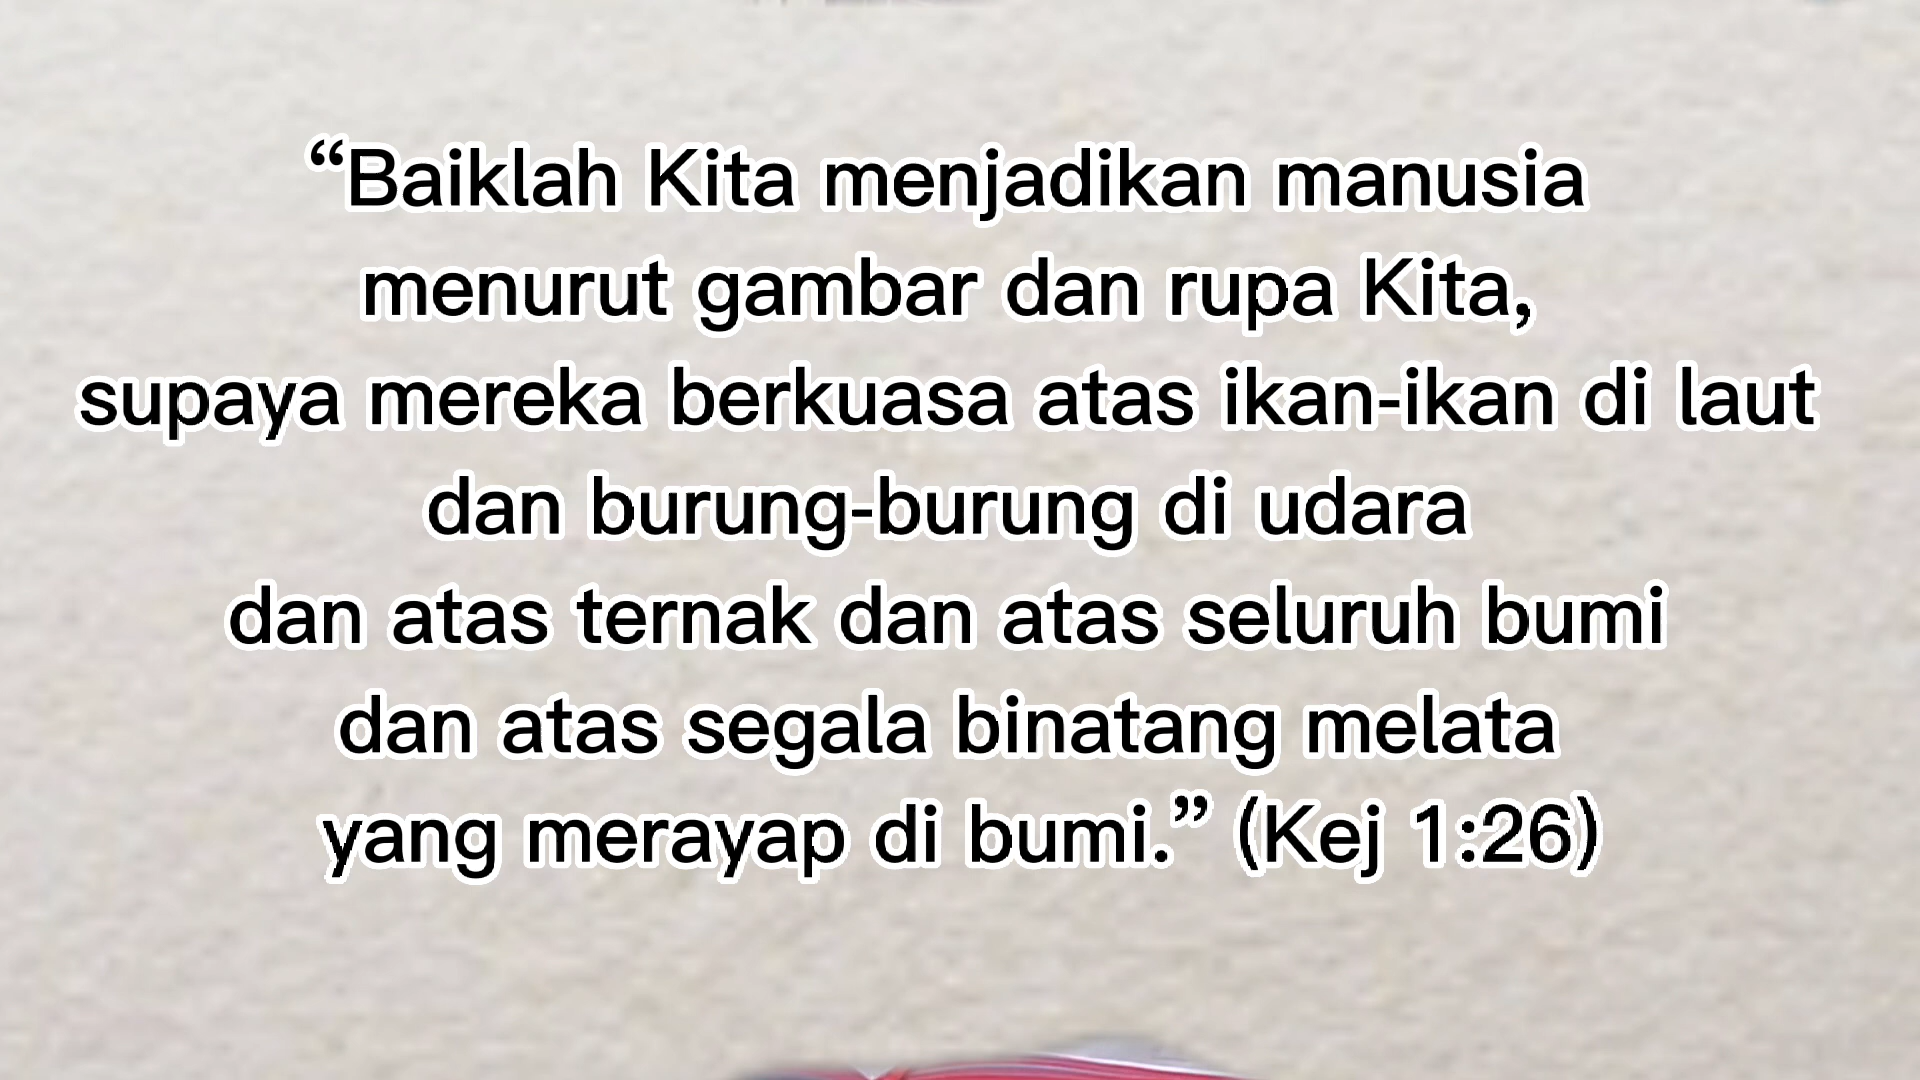 “Baiklah Kita menjadikan manusia
menurut gambar dan rupa Kita,
supaya mereka berkuasa atas ikan-ikan di laut
dan burung-burung di udara
dan atas ternak dan atas seluruh bumi
dan atas segala binatang melata
yang merayap di bumi.” (Kej 1:26)